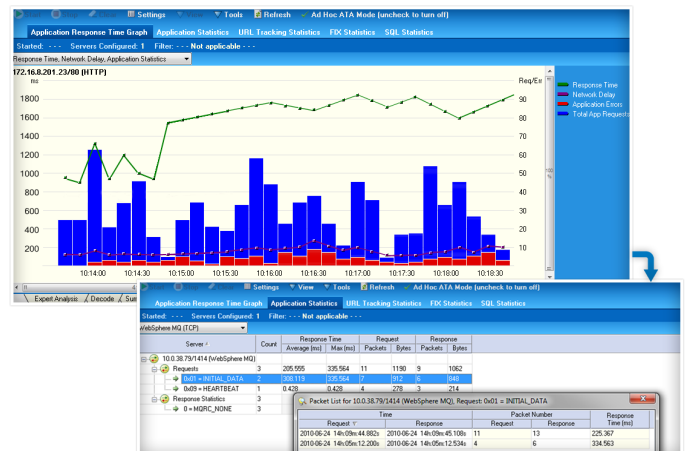 Settings View Tools Refresh Ad Hoc ATA Mode (uncheck to turn off)
Application Response Time Graph Application Statistics URL Tracking Statistics FIX Statistics SQL Statistics
Started: - - - Servers Configured: 1 Filter: - - - Not applicable - - -
Response Time, Network Delay, Application Statistics
172.16.8.201.23/80 (HTTP)
ms Req/Err
1800 90
1600 80
1400 70
1200 60
1000 50
800 40
600 30
400 20
200 10
10:14:00 10:14:30 10:15:00 10:15:30 10:16:00 10:16:30 10:17:00 10:17:30 10:18:00 10:18:30
Response Time
Network Delay
Application Errors
Total App Requests
100
%
Expert Analysis Decode
Settings View Tools Refresh Ad Hoc ATA Mode (uncheck to turn off)
Application Response Time Graph Application Statistics URL Tracking Statistics FIX Statistics SQL Statistics
Started: - - - Servers Configured: 1 Filter: - - - Not applicable - - -
WebSphere MQ (TCP)
Server Count Response Time Request Response
Average (ms) Max (ms) Packets Bytes Packets Bytes
10.0.38.79/1414 (WebSphere MQ)
Requests 3 205.555 335.564 11 1190 9 1062
0x01 = INITIAL_DATA 2 308.119 335.564 7 912 6 848
0x09 = HEARTBEAT 1 0.428 0.428 4 278 3 214
Response Statistics 3
0 = MQRC_NONE 3
Packet List for 10.0.38.79/1414 (WebSphere MQ), Request: 0x01 = INITIAL_DATA
Time Packet Number Response
Request Response Request Response Time (ms)
2010-06-24 14h:09m:44.882s 2010-06-24 14h:09m:45.108s 11 13 225.367
2010-06-24 14h:05m:12.200s 2010-06-24 14h:05m:12.534s 4 6 334.563